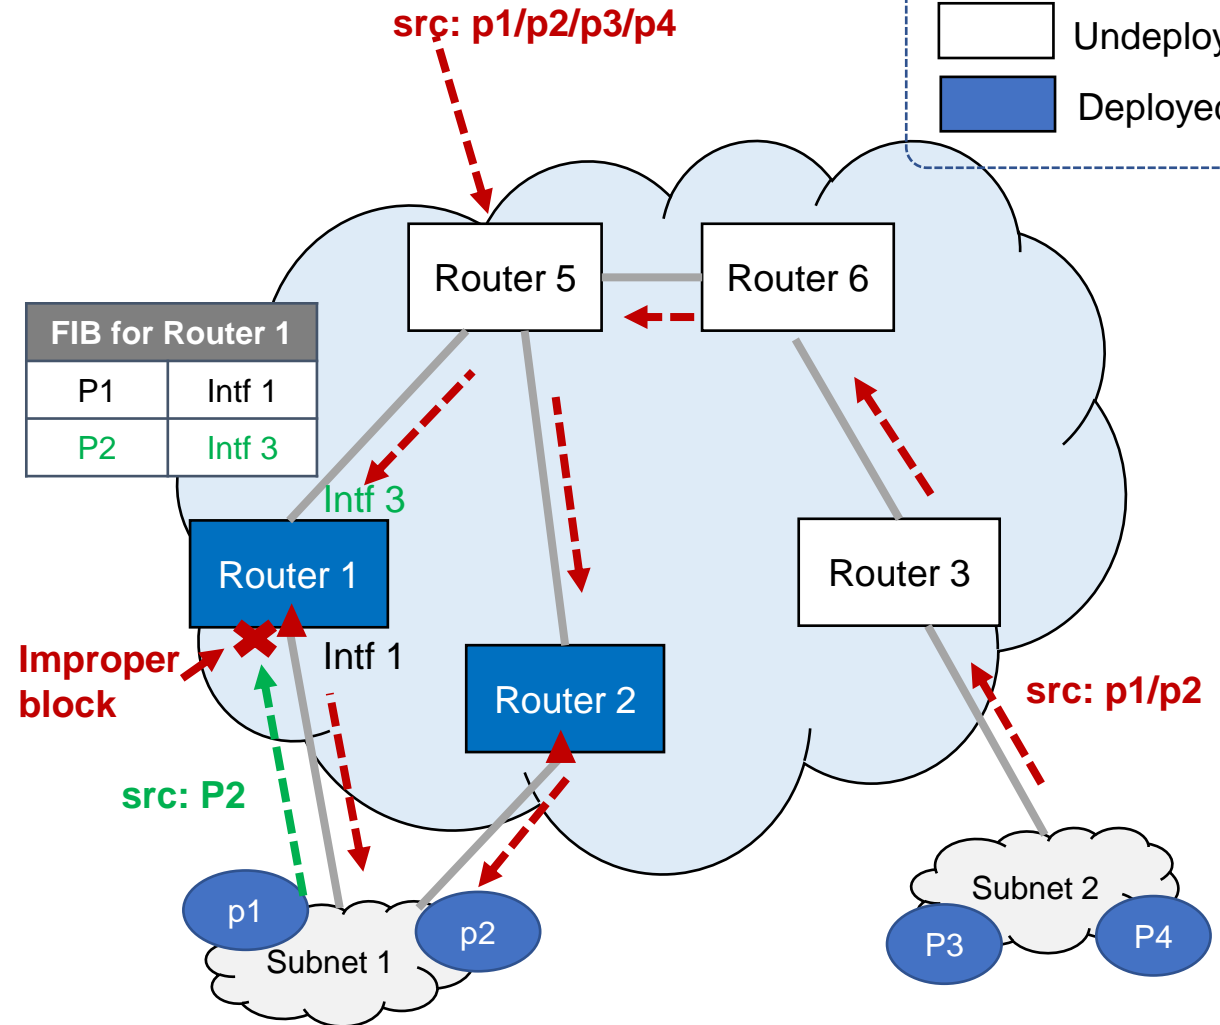 src: p1/p2/p3/p4
Undeploy
Deployed
Router 5
Router 6
FIB for Router 1
P1 Intf 1
P2 Intf 3
Intf 3
Router 1
Router 3
Improper
block
Intf 1
Router 2
src: p1/p2
src: P2
p1
p2
Subnet 1
Subnet 2
P3
P4